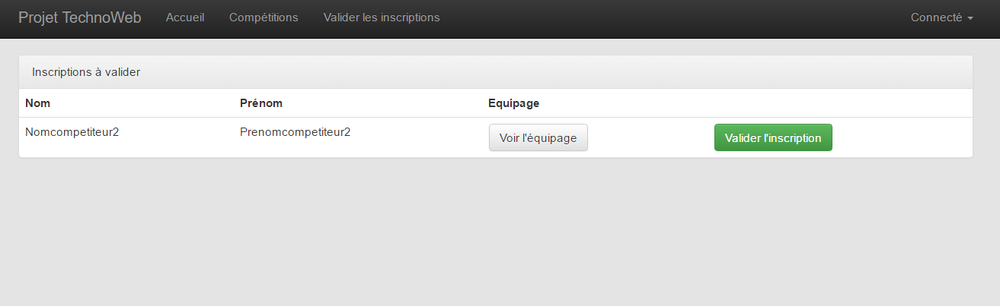 Projet TechnoWeb Accueil Compétitions Valider les inscriptions Connecté
Inscriptions à valider
Nom Prénom Equipage
Nomcompetiteur2 Prenomcompetiteur2 Voir l'équipage Valider l'inscription